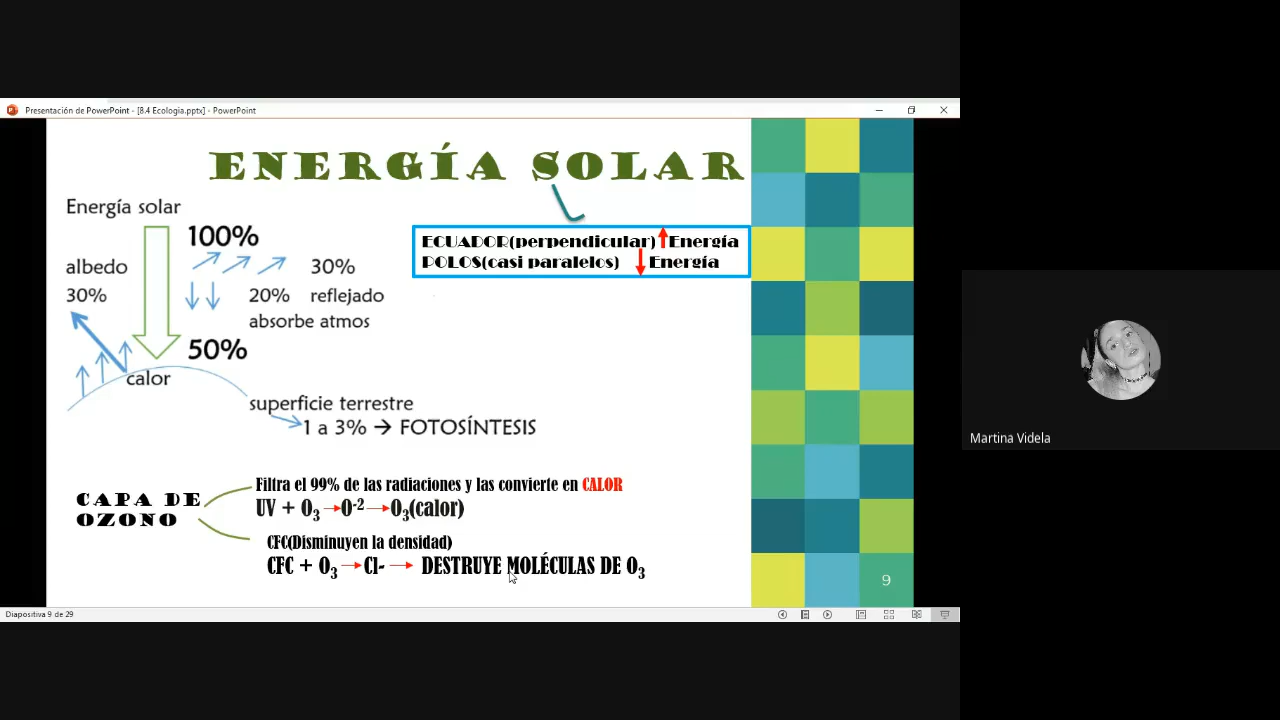 Presentación de PowerPoint - [8.4 Ecologia.pptx] - PowerPoint
ENERGÍA SOLAR
Energía solar
100%
albedo
30%
30%
20% reflejado
absorbe atmos
50%
calor
superficie terrestre
1 a 3% → FOTOSÍNTESIS
ECUADOR(perpendicular) ↑Energía
POLOS(casi paralelos) ↓Energía
CAPA DE
OZONO
Filtra el 99% de las radiaciones y las convierte en CALOR
UV + O₃ →O⁻²→O₃(calor)
CFC(Disminuyen la densidad)
CFC + O₃ →Cl- → DESTRUYE MOLÉCULAS DE O₃
9
Diapositiva 9 de 29
Martina Videla